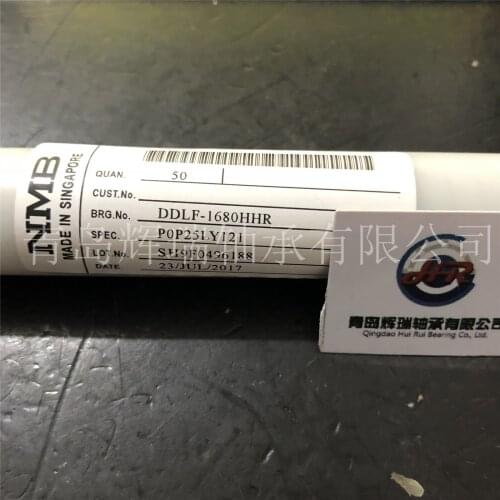 NMB
MADE IN SINGAPORE
QUAN. 50
CUST.No.
BRG.No. DDLF-1680HHR
SPEC. P0P25LY121
LOT.No.
DATE 23/JUL/2017
青岛辉瑞轴承有限公司
HR
青岛辉瑞轴承有限公司
Qingdao Hui Rui Bearing Co., Ltd